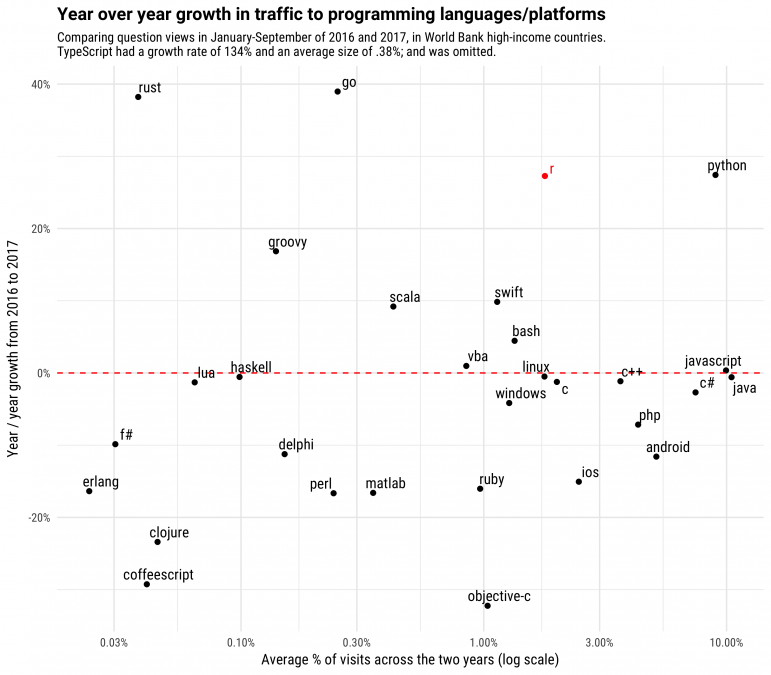 Year over year growth in traffic to programming languages/platforms
Comparing question views in January-September of 2016 and 2017, in World Bank high-income countries.
TypeScript had a growth rate of 134% and an average size of .38%; and was omitted.
Year / year growth from 2016 to 2017
40%
20%
0%
-20%
rust
go
r
python
groovy
scala
swift
bash
vba
lua
haskell
linux
c
c++
javascript
java
c#
windows
php
f#
delphi
android
erlang
perl
matlab
ruby
ios
clojure
coffeescript
objective-c
0.03%
0.10%
0.30%
1.00%
3.00%
10.00%
Average % of visits across the two years (log scale)